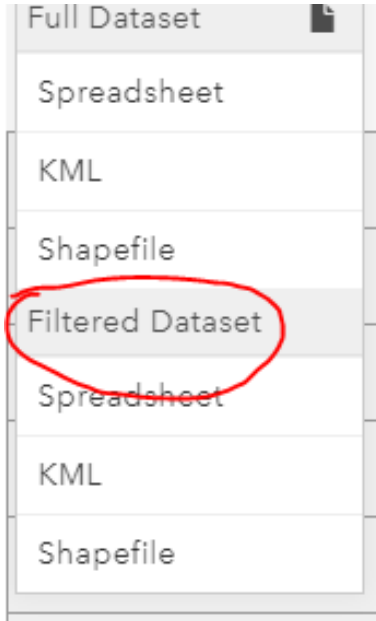 Full Dataset
Spreadsheet
KML
Shapefile
Filtered Dataset
Spreadsheet
KML
Shapefile